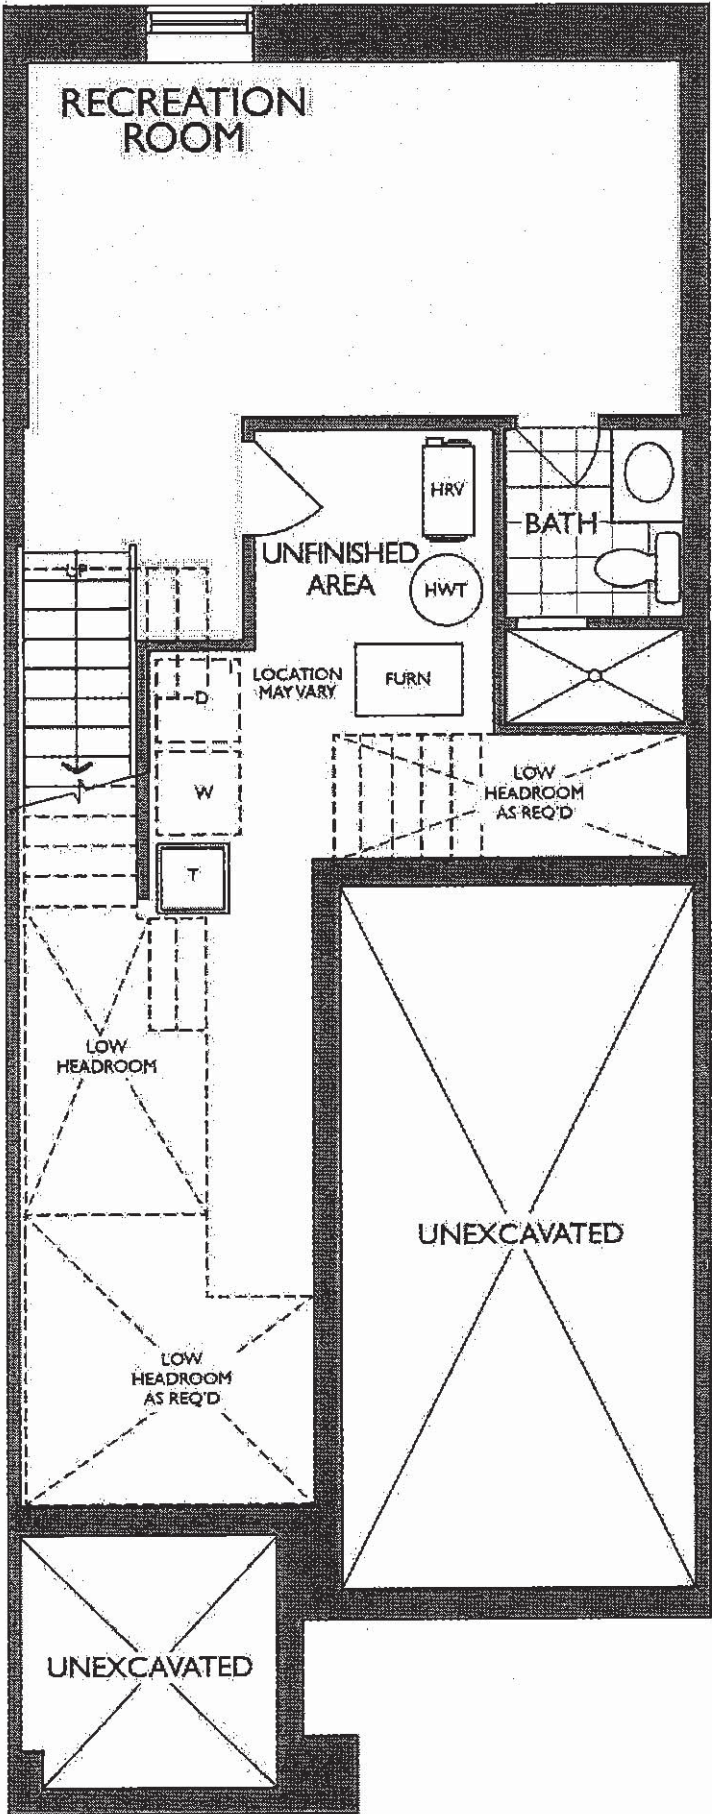 RECREATION
ROOM
HRV
BATH
UNFINISHED
AREA
UP
HWT
LOCATION
MAY VARY
FURN
D
LOW
HEADROOM
AS REQ'D
W
T
LOW
HEADROOM
UNEXCAVATED
LOW
HEADROOM
AS REQ'D
UNEXCAVATED